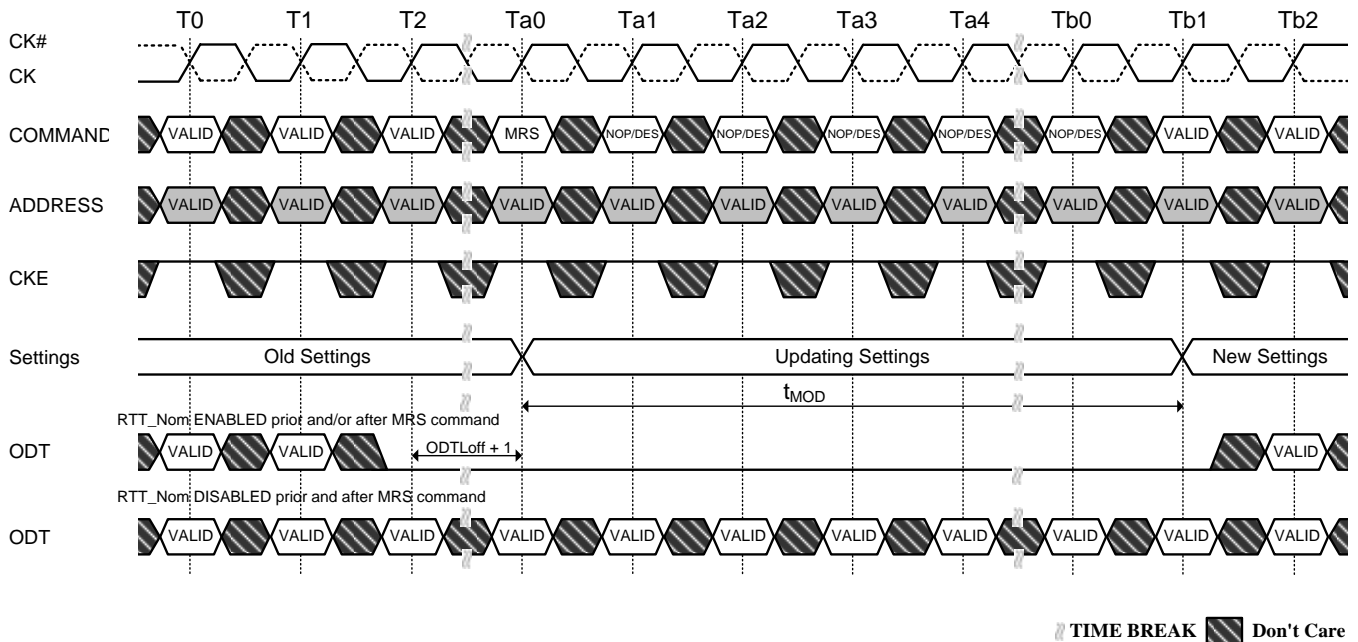 T0 T1 T2 Ta0 Ta1 Ta2 Ta3 Ta4 Tb0 Tb1 Tb2
CK#
CK
COMMAND VALID VALID VALID MRS NOP/DES NOP/DES NOP/DES NOP/DES NOP/DES VALID VALID
ADDRESS VALID VALID VALID VALID VALID VALID VALID VALID VALID VALID VALID
CKE
Settings Old Settings Updating Settings New Settings
tMOD
RTT_Nom ENABLED prior and/or after MRS command
ODT VALID VALID ODTLoff + 1 VALID
RTT_Nom DISABLED prior and after MRS command
ODT VALID VALID VALID VALID VALID VALID VALID VALID VALID VALID VALID
TIME BREAK Don't Care